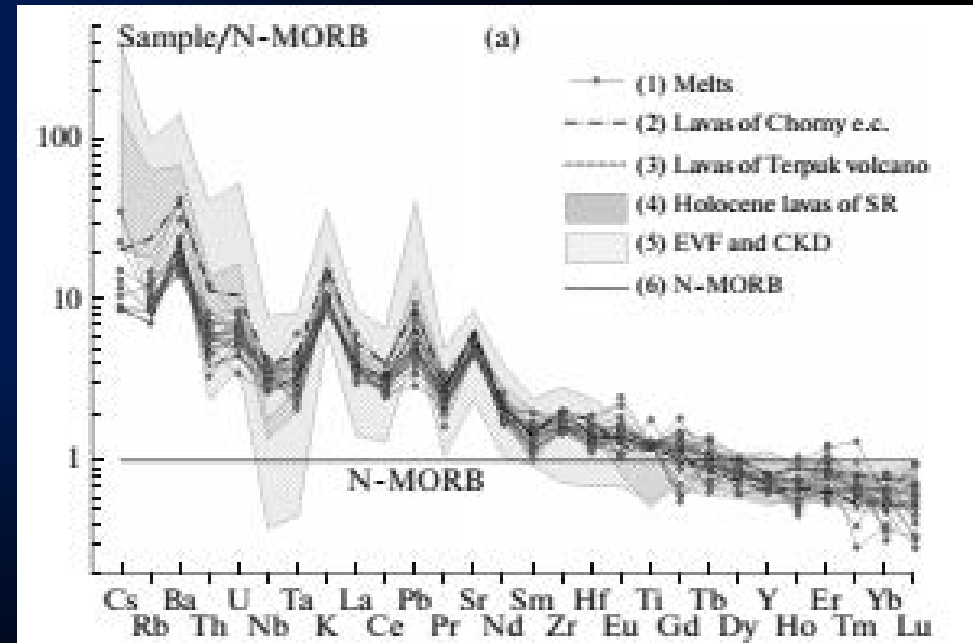 Sample/N-MORB
(a)
(1) Melts
(2) Lavas of Chorny e.c.
(3) Lavas of Terpuk volcano
(4) Holocene lavas of SR
(5) EVF and CKD
(6) N-MORB
100
10
1
N-MORB
Cs Ba U Ta La Pb Sr Sm Hf Ti Tb Y Er Yb
Rb Th Nb K Ce Pr Nd Zr Eu Gd Dy Ho Tm Lu